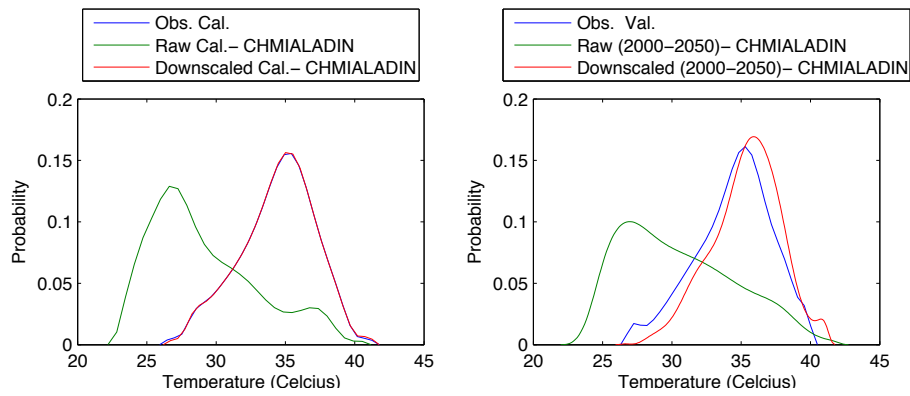 Obs. Cal.
Raw Cal.− CHMIALADIN
Downscaled Cal.− CHMIALADIN
0.2
0.15
0.1
0.05
0
Probability
20 25 30 35 40 45
Temperature (Celcius)
Obs. Val.
Raw (2000−2050)− CHMIALADIN
Downscaled (2000−2050)− CHMIALADIN
0.2
0.15
0.1
0.05
0
Probability
20 25 30 35 40 45
Temperature (Celcius)